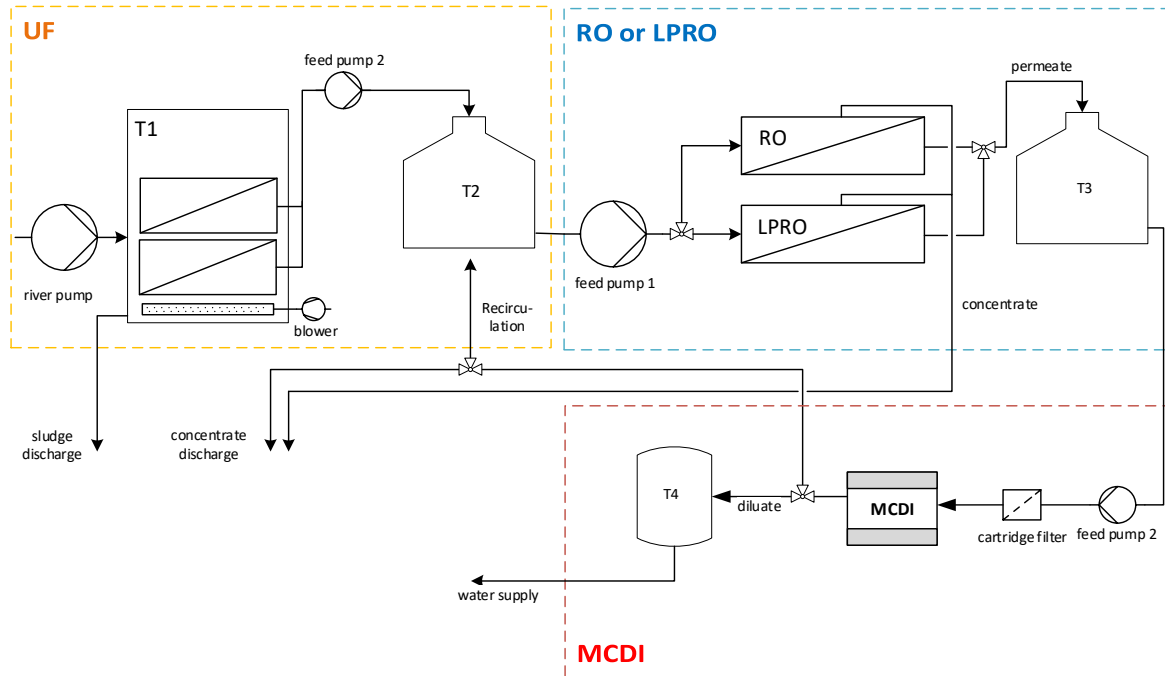 UF
feed pump 2
T1
T2
river pump
blower
Recircu-
lation
RO or LPRO
permeate
RO
LPRO
T3
feed pump 1
concentrate
sludge
discharge
concentrate
discharge
T4
diluate
MCDI
cartridge filter
feed pump 2
water supply
MCDI